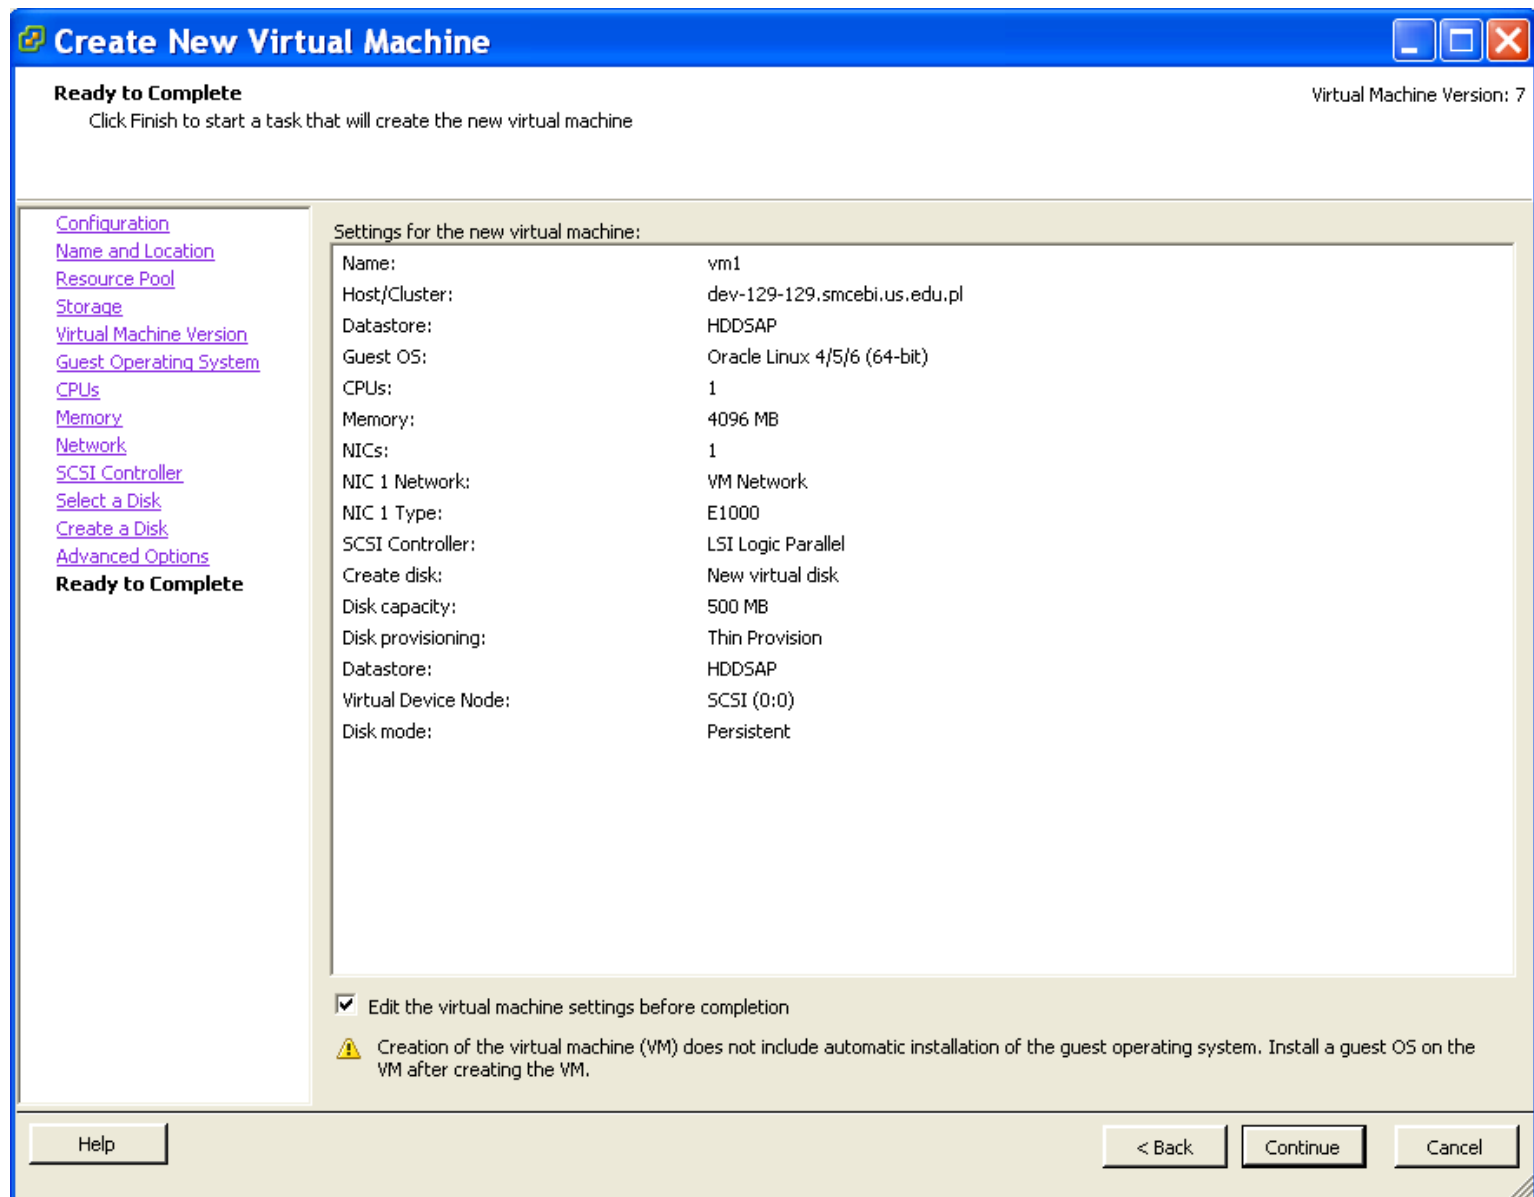 Create New Virtual Machine
Ready to Complete
Virtual Machine Version: 7
Click Finish to start a task that will create the new virtual machine
Configuration
Name and Location
Resource Pool
Storage
Virtual Machine Version
Guest Operating System
CPUs
Memory
Network
SCSI Controller
Select a Disk
Create a Disk
Advanced Options
Ready to Complete
Settings for the new virtual machine:
Name: vm1
Host/Cluster: dev-129-129.smcebi.us.edu.pl
Datastore: HDDSAP
Guest OS: Oracle Linux 4/5/6 (64-bit)
CPUs: 1
Memory: 4096 MB
NICs: 1
NIC 1 Network: VM Network
NIC 1 Type: E1000
SCSI Controller: LSI Logic Parallel
Create disk: New virtual disk
Disk capacity: 500 MB
Disk provisioning: Thin Provision
Datastore: HDDSAP
Virtual Device Node: SCSI (0:0)
Disk mode: Persistent
Edit the virtual machine settings before completion
Creation of the virtual machine (VM) does not include automatic installation of the guest operating system. Install a guest OS on the
VM after creating the VM.
Help
< Back
Continue
Cancel